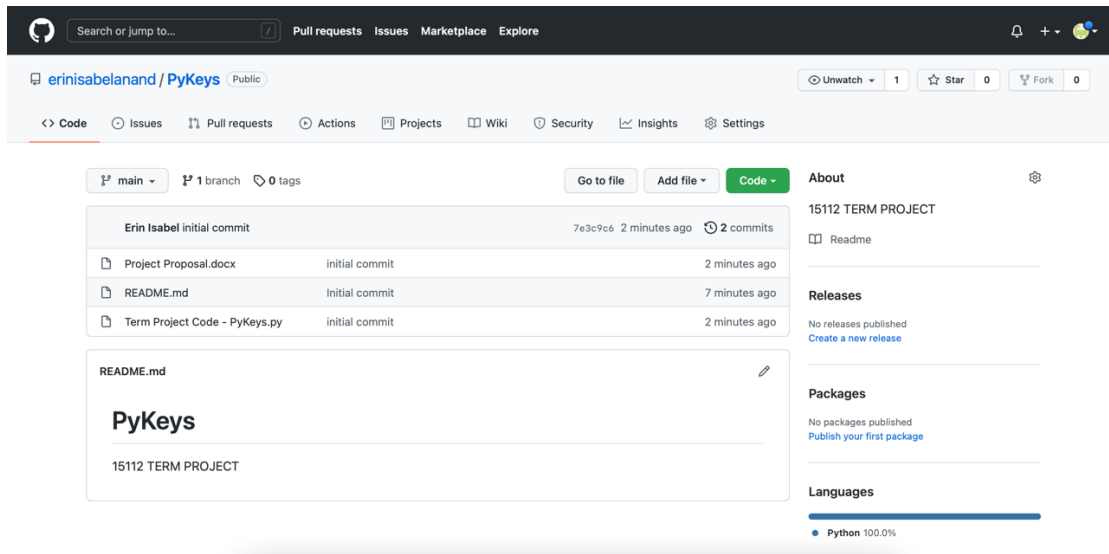 Search or jump to... /
Pull requests Issues Marketplace Explore
erinisabelanand / PyKeys Public
Unwatch 1 Star 0 Fork 0
<> Code Issues Pull requests Actions Projects Wiki Security Insights Settings
main 1 branch 0 tags
Go to file Add file Code
Erin Isabel initial commit 7e3c9c6 2 minutes ago 2 commits
Project Proposal.docx initial commit 2 minutes ago
README.md Initial commit 7 minutes ago
Term Project Code - PyKeys.py initial commit 2 minutes ago
README.md
PyKeys
15112 TERM PROJECT
About
15112 TERM PROJECT
Readme
Releases
No releases published
Create a new release
Packages
No packages published
Publish your first package
Languages
Python 100.0%